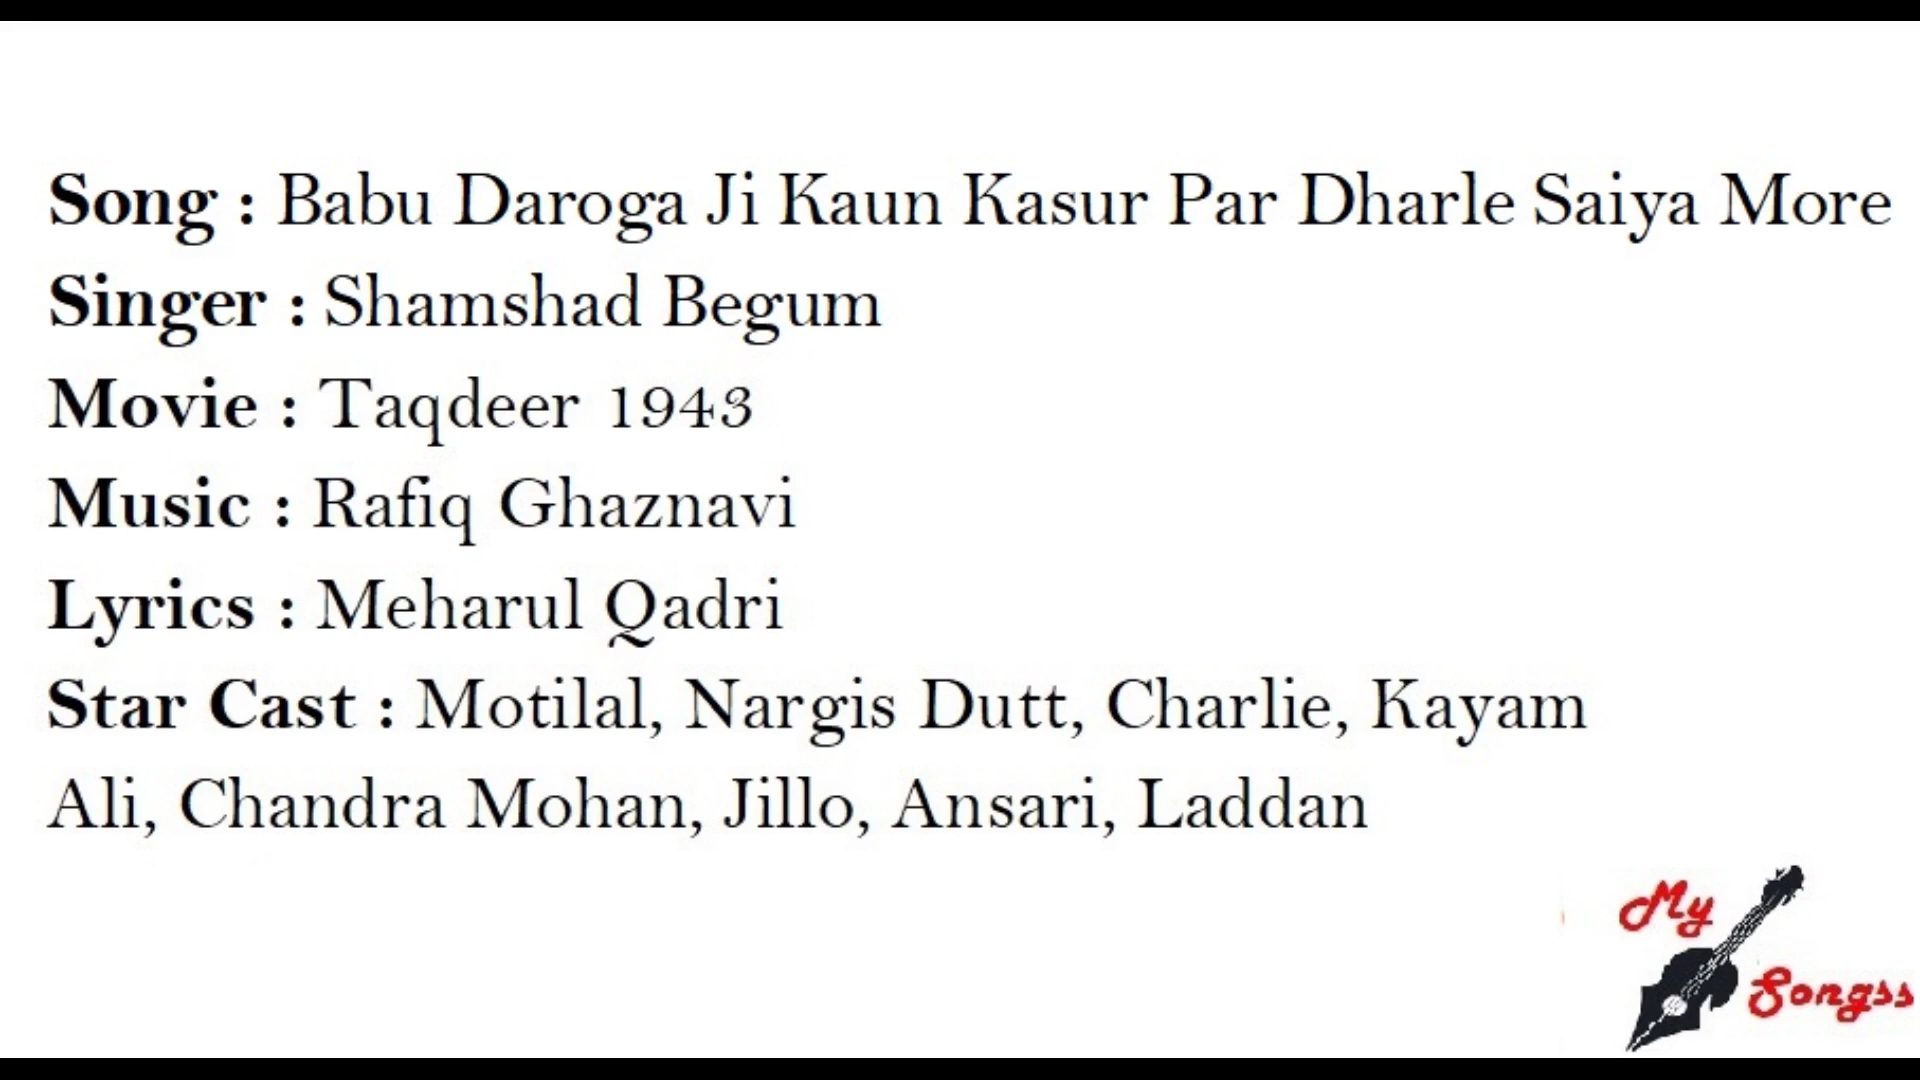 Song : Babu Daroga Ji Kaun Kasur Par Dharle Saiya More
Singer : Shamshad Begum
Movie : Taqdeer 1943
Music : Rafiq Ghaznavi
Lyrics : Meharul Qadri
Star Cast : Motilal, Nargis Dutt, Charlie, Kayam
Ali, Chandra Mohan, Jillo, Ansari, Laddan
My
Songss